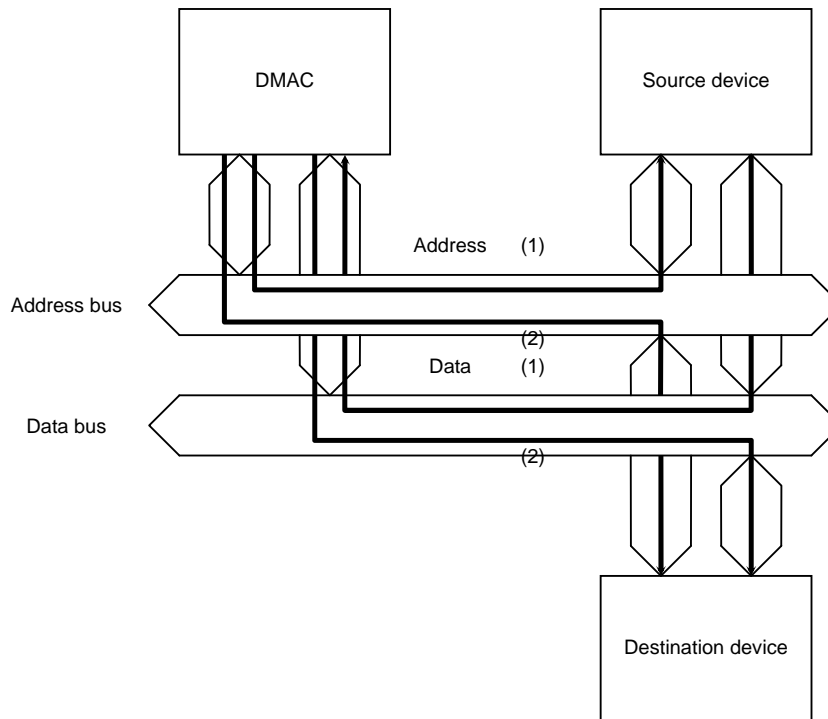 DMAC
Source device
Address (1)
Address bus
(2)
Data (1)
Data bus
(2)
Destination device